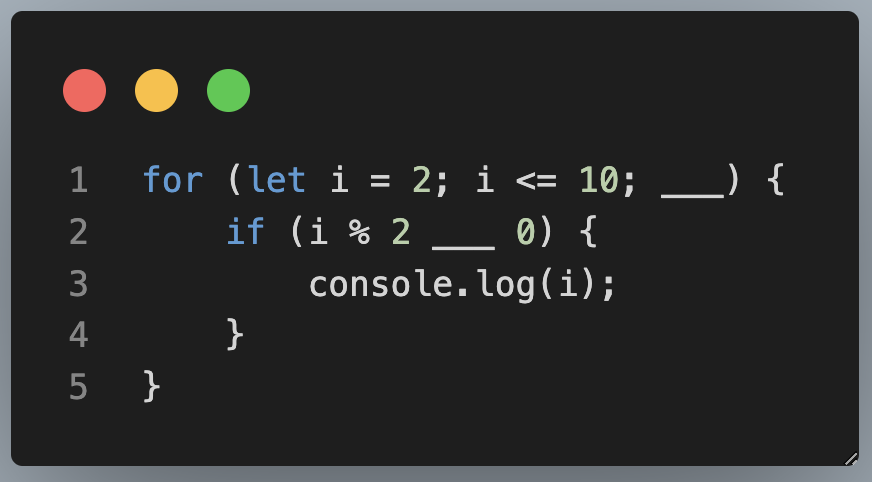 1 for (let i = 2; i <= 10; ___) {
2 if (i % 2 ___ 0) {
3 console.log(i);
4 }
5 }